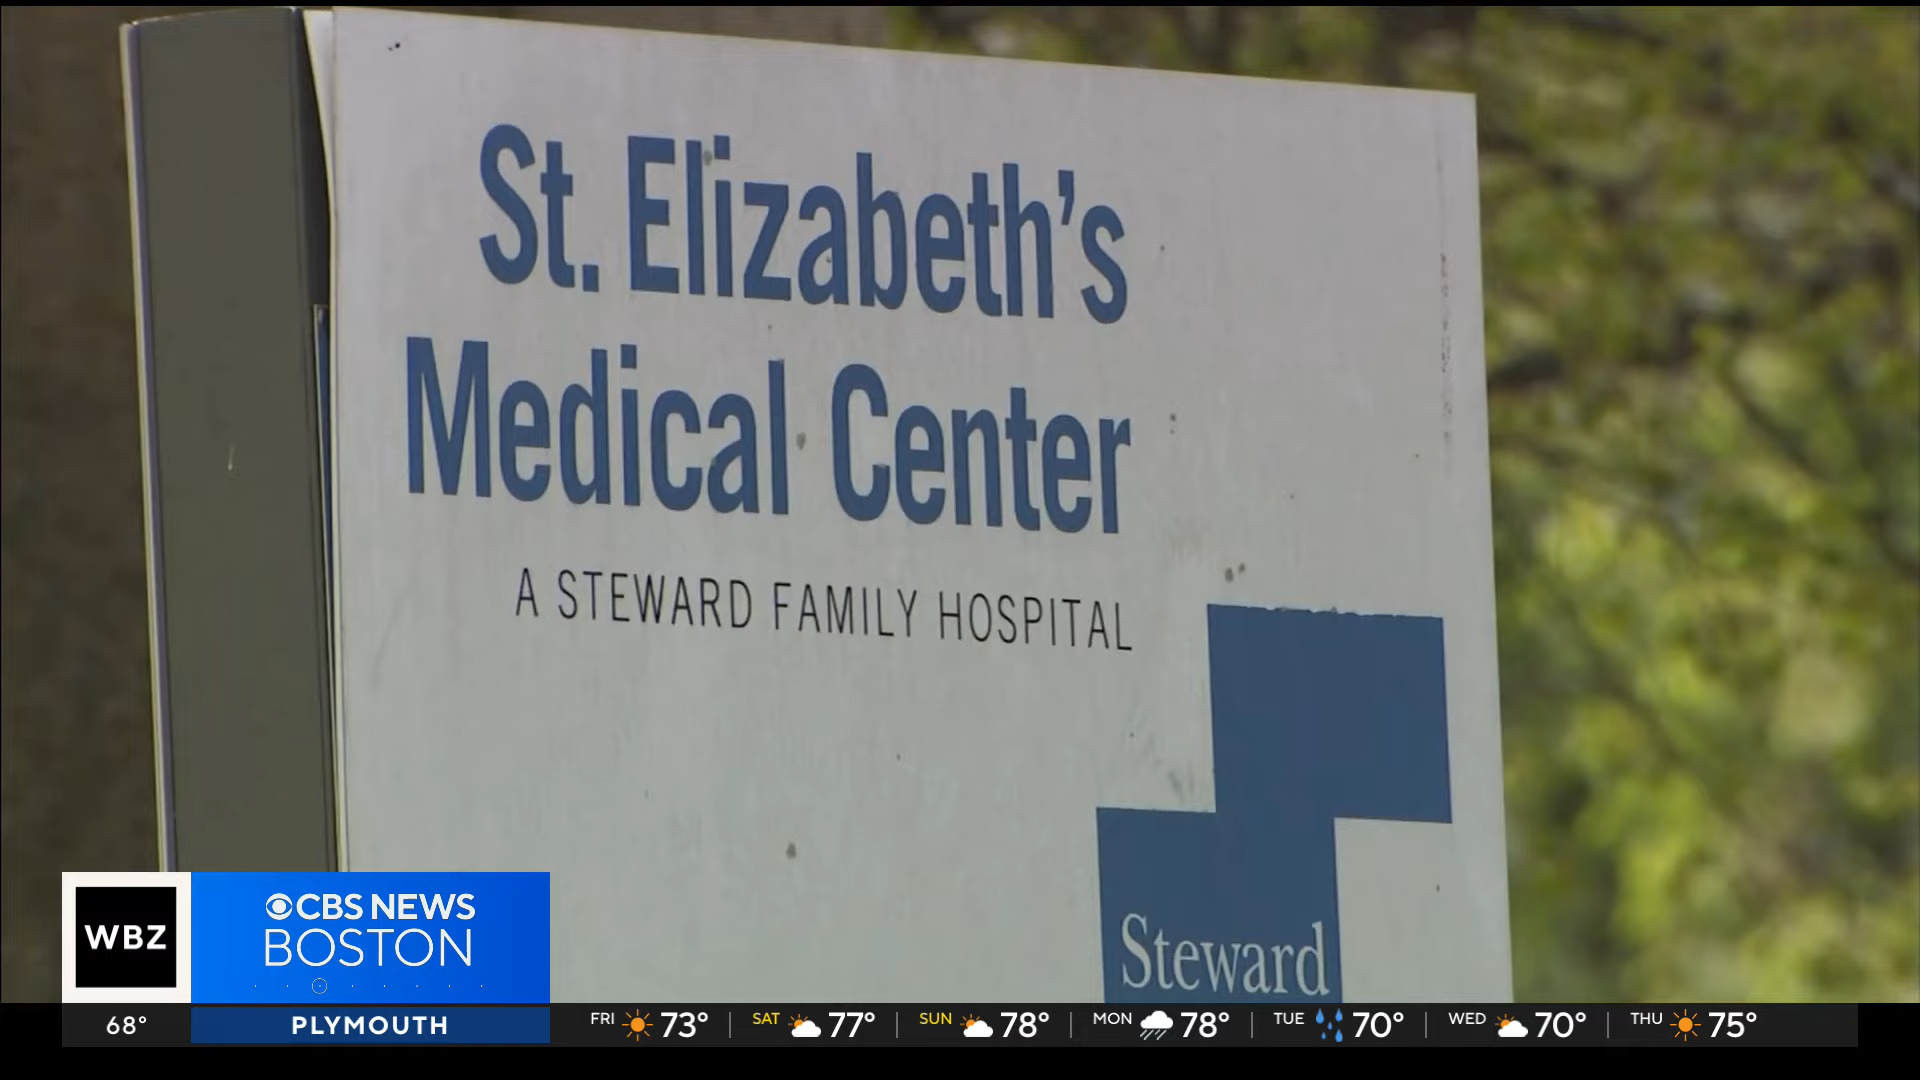 St. Elizabeth's
Medical Center
A STEWARD FAMILY HOSPITAL
Steward
WBZ
CBS NEWS
BOSTON
68° PLYMOUTH FRI 73° SAT 77° SUN 78° MON 78° TUE 70° WED 70° THU 75°